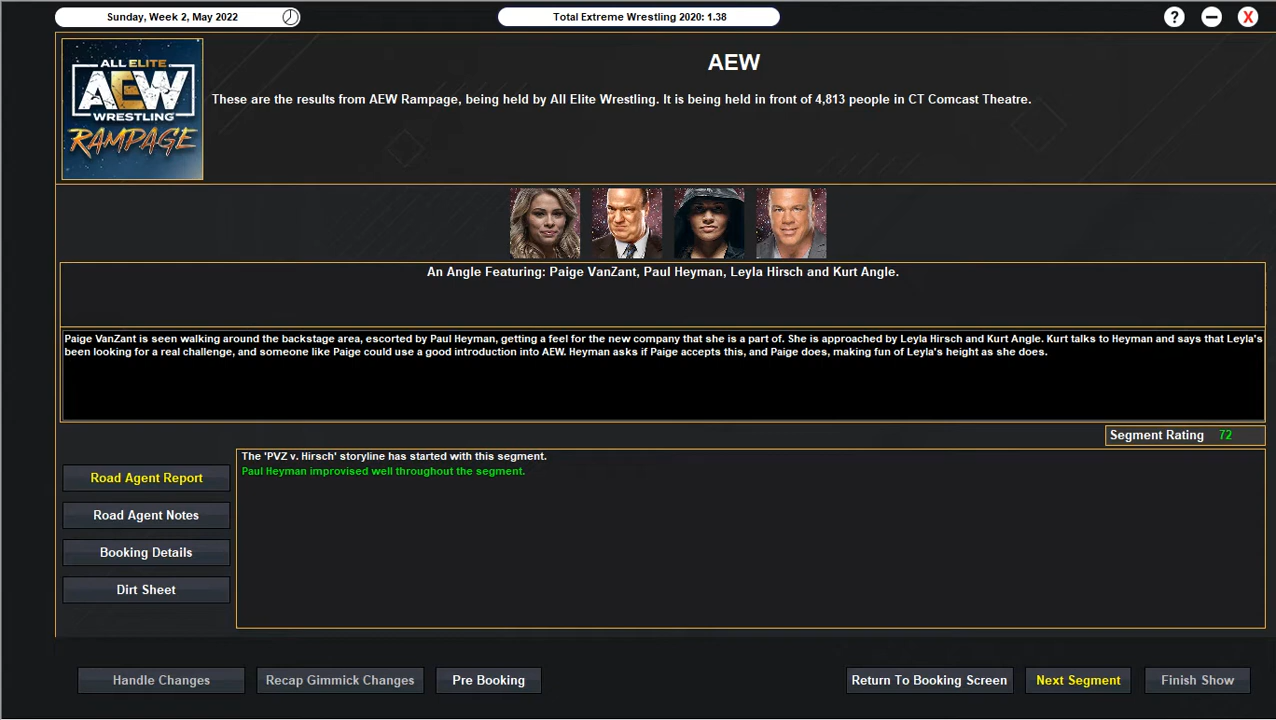 Sunday, Week 2, May 2022
Total Extreme Wrestling 2020: 1.38
?
X
ALL ELITE
AEW
WRESTLING
RAMPAGE
AEW
These are the results from AEW Rampage, being held by All Elite Wrestling. It is being held in front of 4,813 people in CT Comcast Theatre.
An Angle Featuring: Paige VanZant, Paul Heyman, Leyla Hirsch and Kurt Angle.
Paige VanZant is seen walking around the backstage area, escorted by Paul Heyman, getting a feel for the new company that she is a part of. She is approached by Leyla Hirsch and Kurt Angle. Kurt talks to Heyman and says that Leyla's
been looking for a real challenge, and someone like Paige could use a good introduction into AEW. Heyman asks if Paige accepts this, and Paige does, making fun of Leyla's height as she does.
Segment Rating 72
The 'PVZ v. Hirsch' storyline has started with this segment.
Paul Heyman improvised well throughout the segment.
Road Agent Report
Road Agent Notes
Booking Details
Dirt Sheet
Handle Changes
Recap Gimmick Changes
Pre Booking
Return To Booking Screen
Next Segment
Finish Show